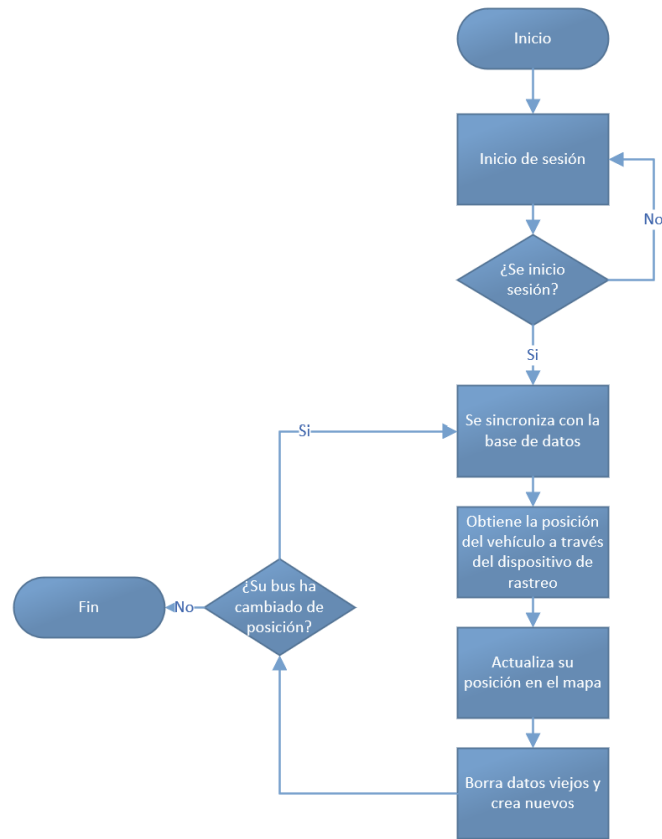 Inicio
Inicio de sesión
No
¿Se inicio
sesión?
Si
Se sincroniza con la
base de datos
Si
Obtiene la posición
del vehículo a través
del dispositivo de
rastreo
¿Su bus ha
cambiado de
posición?
No
Fin
Actualiza su
posición en el mapa
Borra datos viejos y
crea nuevos